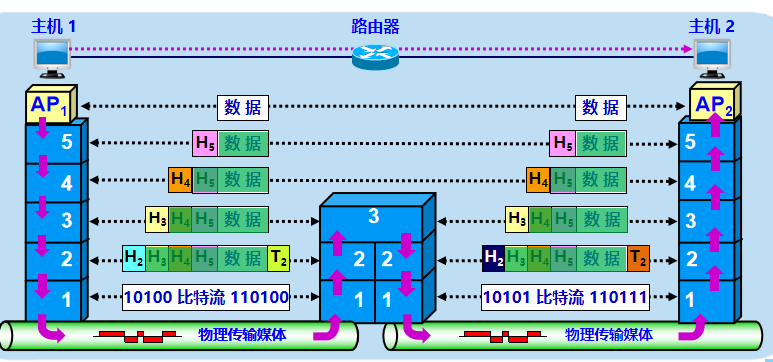 主机 1
路由器
主机 2
AP1 数 据 数 据 AP2
5 H5 数 据 H5 数 据 5
4 H4 H5 数 据 H4 H5 数 据 4
3 H3 H4 H5 数 据 3 H3 H4 H5 数 据 3
2 H2 H3 H4 H5 数 据 T2 2 2 H2 H3 H4 H5 数 据 T2 2
1 10100 比特流 110100 1 1 10101 比特流 110111 1
物理传输媒体 物理传输媒体